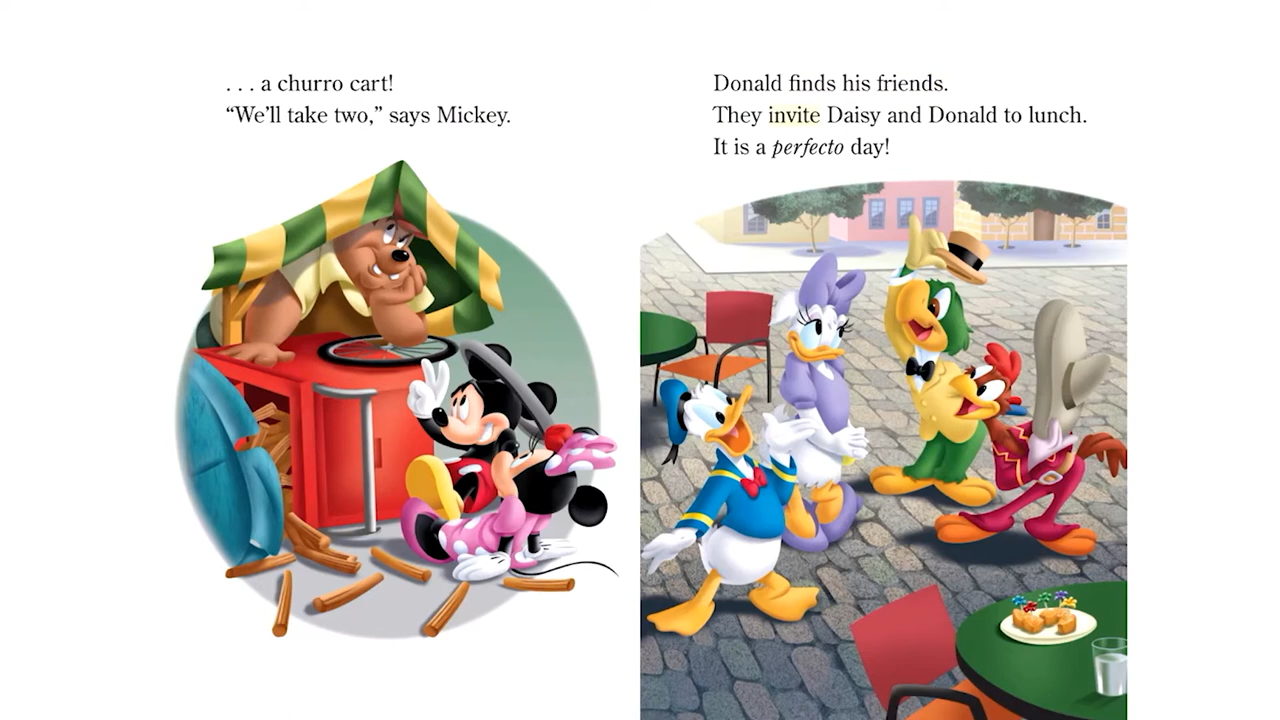 . . . a churro cart!
“We’ll take two,” says Mickey.
Donald finds his friends.
They invite Daisy and Donald to lunch.
It is a perfecto day!